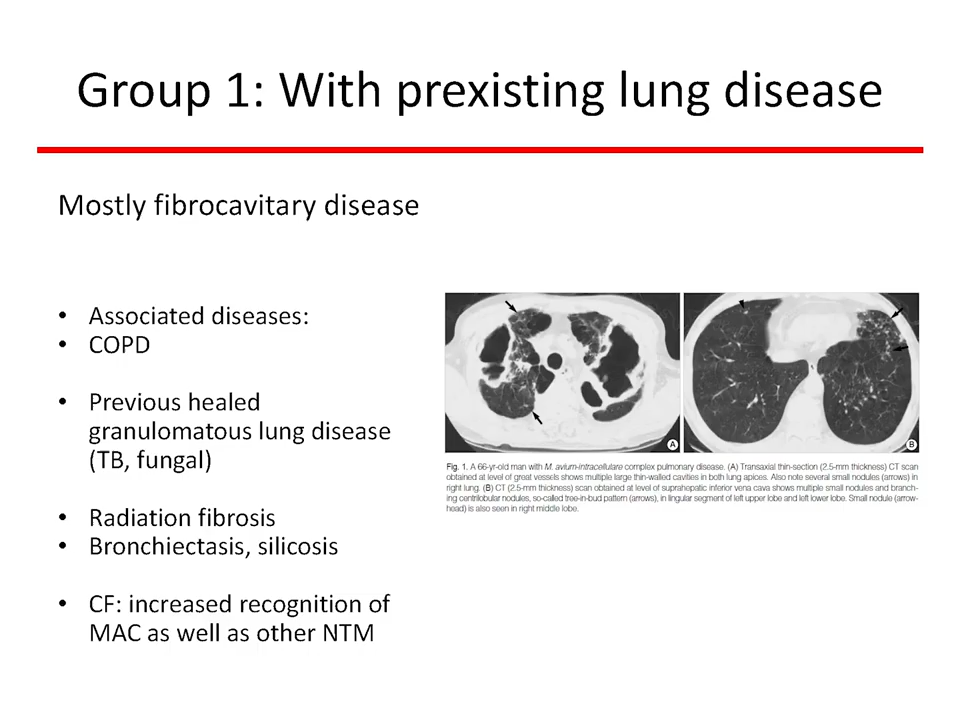 Group 1: With prexisting lung disease
Mostly fibrocavitary disease
• Associated diseases:
• COPD
• Previous healed
granulomatous lung disease
(TB, fungal)
• Radiation fibrosis
• Bronchiectasis, silicosis
• CF: increased recognition of
MAC as well as other NTM
A
B
Fig. 1. A 66-yr-old man with M. avium-intracellulare complex pulmonary disease. (A) Transaxial thin-section (2.5-mm thickness) CT scan
obtained at level of great vessels shows multiple large thin-walled cavities in both lung apices. Also note several small nodules (arrows) in
right lung. (B) CT (2.5-mm thickness) scan obtained at level of suprahepatic inferior vena cava shows multiple small nodules and branch-
ing centrilobular nodules, so-called tree-in-bud pattern (arrows), in lingular segment of left upper lobe and left lower lobe. Small nodule (arrow-
head) is also seen in right middle lobe.